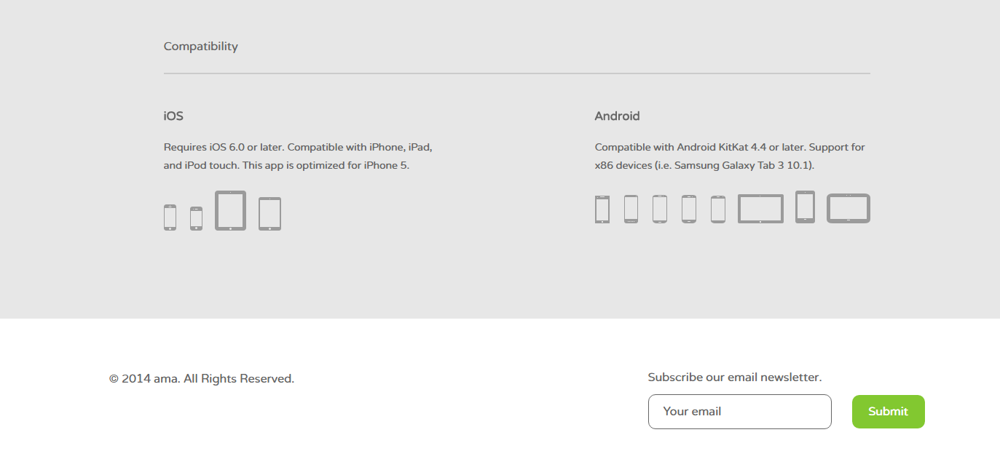 Compatibility
iOS
Requires iOS 6.0 or later. Compatible with iPhone, iPad,
and iPod touch. This app is optimized for iPhone 5.
Android
Compatible with Android KitKat 4.4 or later. Support for
x86 devices (i.e. Samsung Galaxy Tab 3 10.1).
© 2014 ama. All Rights Reserved.
Subscribe our email newsletter.
Your email
Submit